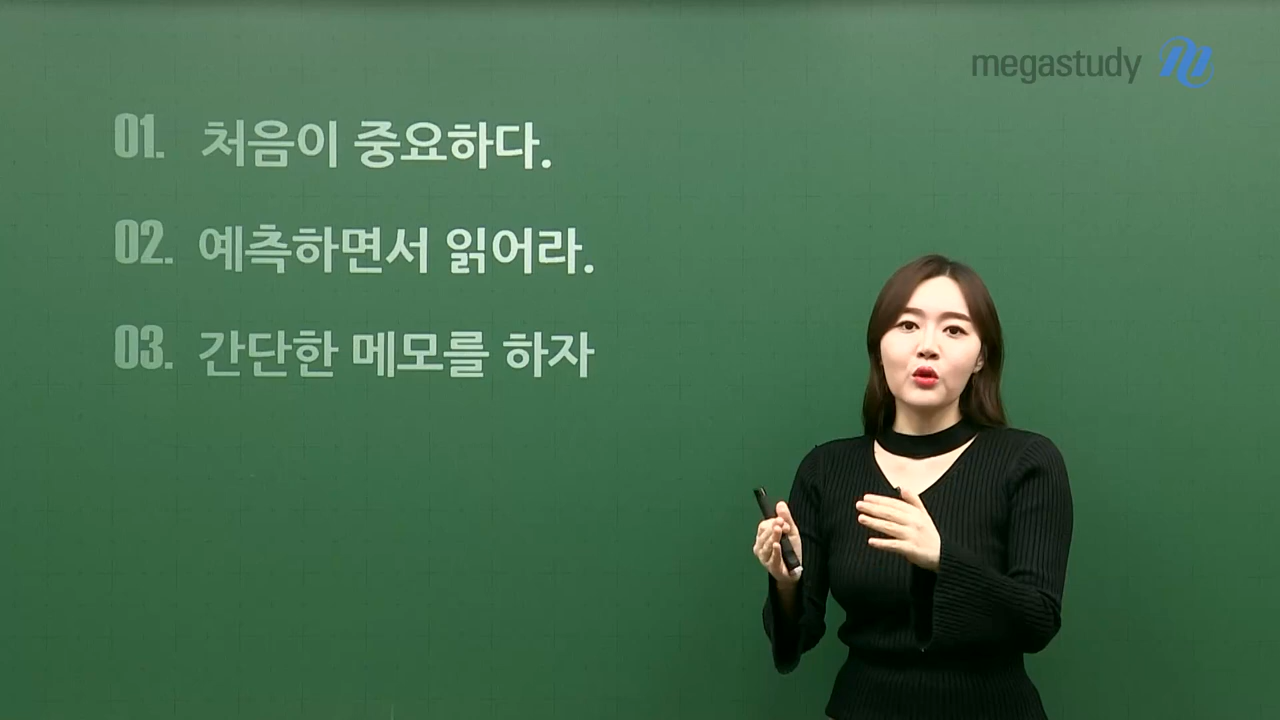 megastudy
01. 처음이 중요하다.
02. 예측하면서 읽어라.
03. 간단한 메모를 하자